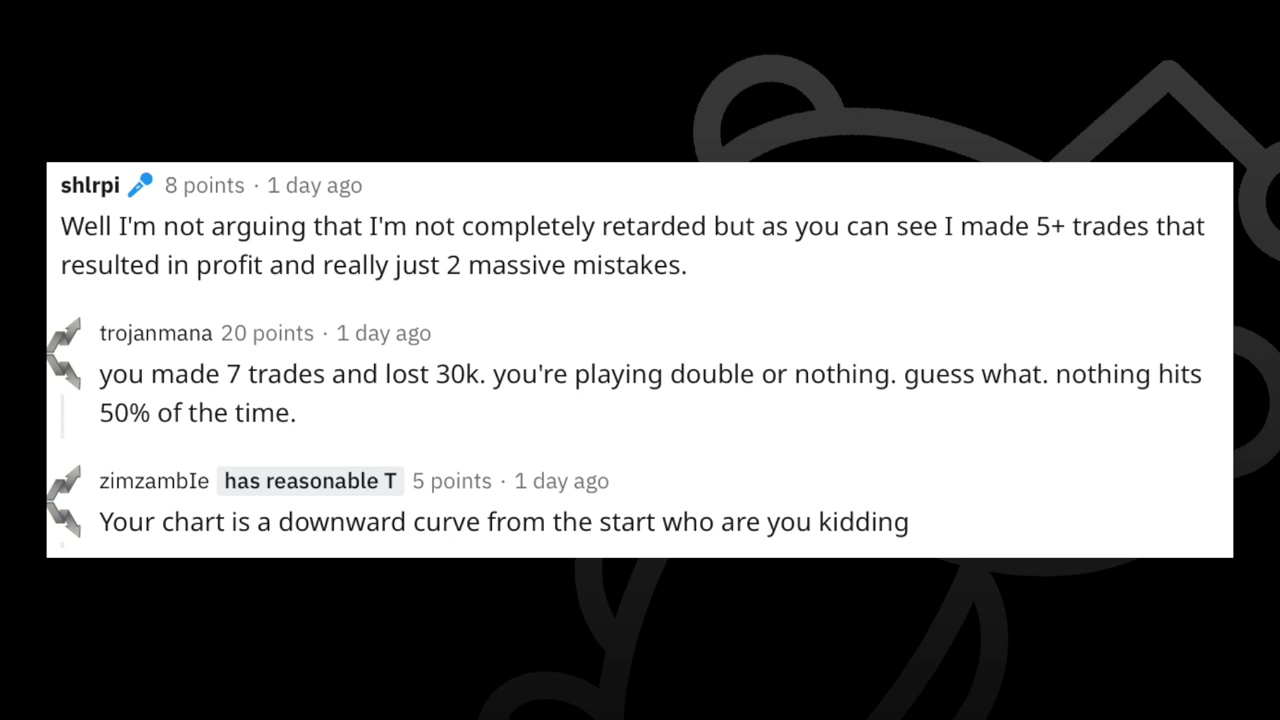 shlrpi 8 points · 1 day ago
Well I'm not arguing that I'm not completely retarded but as you can see I made 5+ trades that
resulted in profit and really just 2 massive mistakes.
trojanmana 20 points · 1 day ago
you made 7 trades and lost 30k. you're playing double or nothing. guess what. nothing hits
50% of the time.
zimzambIe has reasonable T 5 points · 1 day ago
Your chart is a downward curve from the start who are you kidding